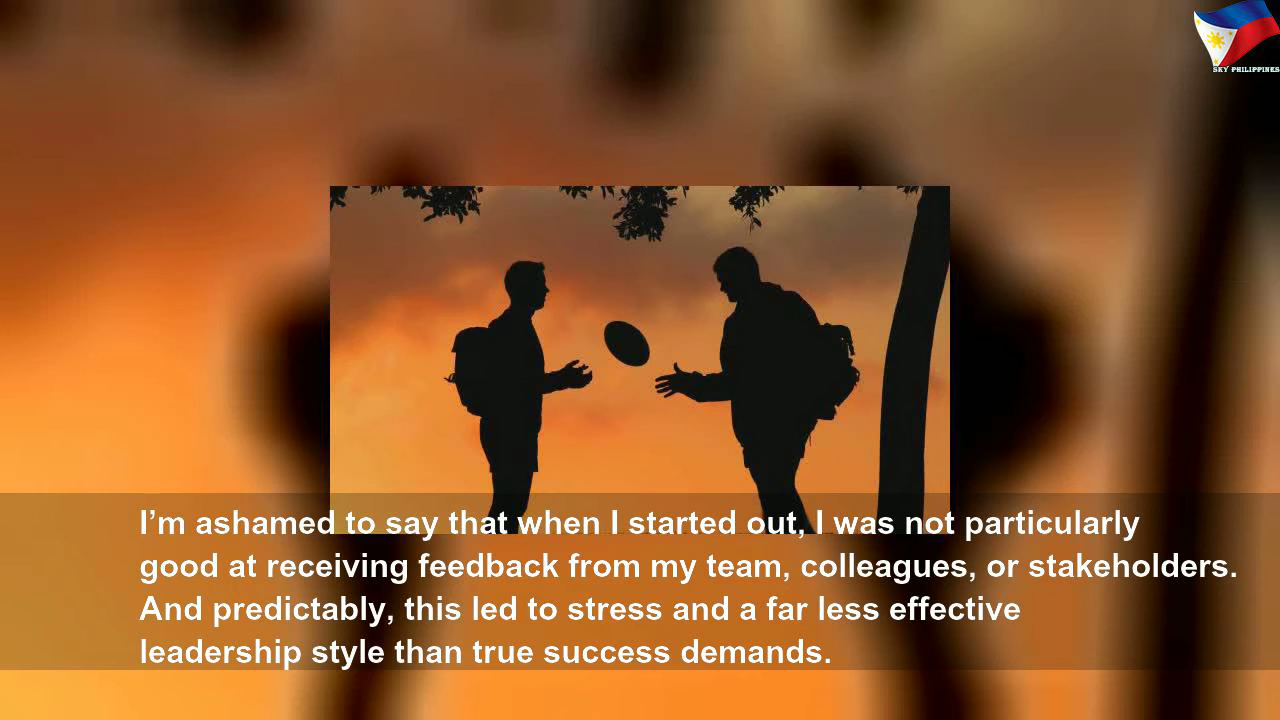 SKY PHILIPPINES
I’m ashamed to say that when I started out, I was not particularly
good at receiving feedback from my team, colleagues, or stakeholders.
And predictably, this led to stress and a far less effective
leadership style than true success demands.